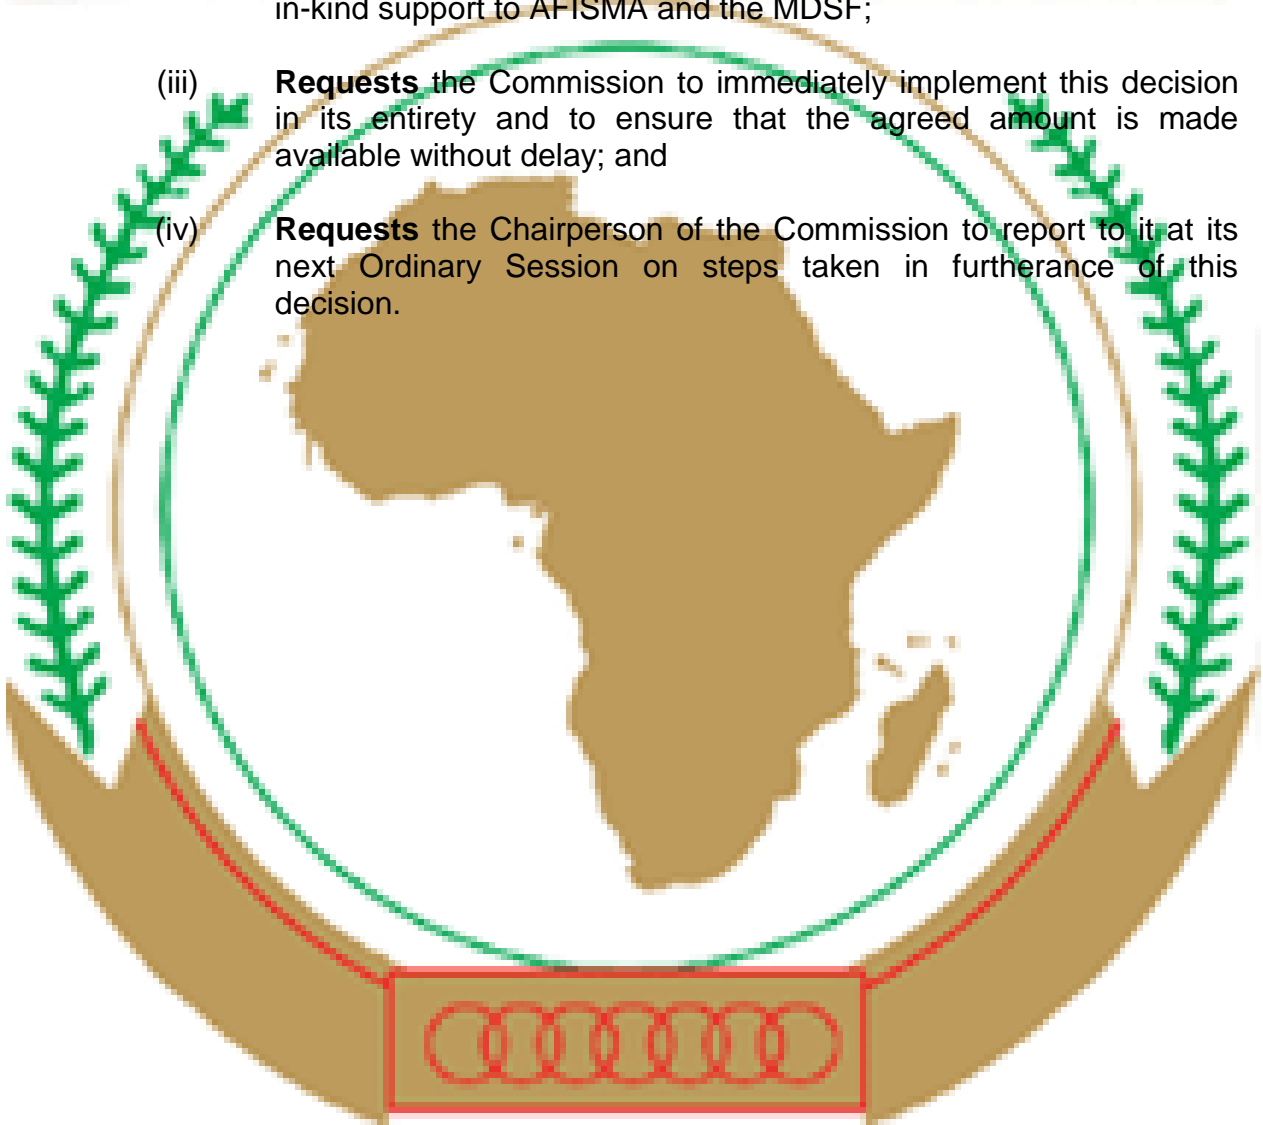 in-kind support to AFISMA and the MDSF;
(iii) Requests the Commission to immediately implement this decision
in its entirety and to ensure that the agreed amount is made
available without delay; and
(iv) Requests the Chairperson of the Commission to report to it at its
next Ordinary Session on steps taken in furtherance of this
decision.